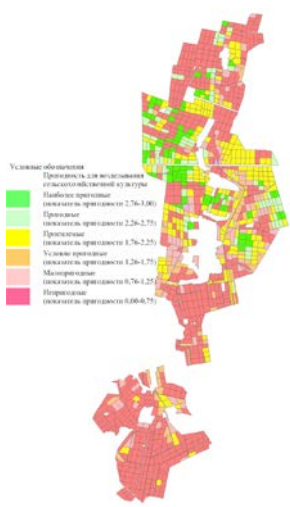 Условные обозначения
Пригодность для возделывания
сельскохозяйственной культуры
Наиболее пригодные
(показатель пригодности 2,76-3,00)
Пригодные
(показатель пригодности 2,26-2,75)
Приемлемые
(показатель пригодности 1,76-2,25)
Условно пригодные
(показатель пригодности 1,26-1,75)
Малопригодные
(показатель пригодности 0,76-1,25)
Непригодные
(показатель пригодности 0,00-0,75)